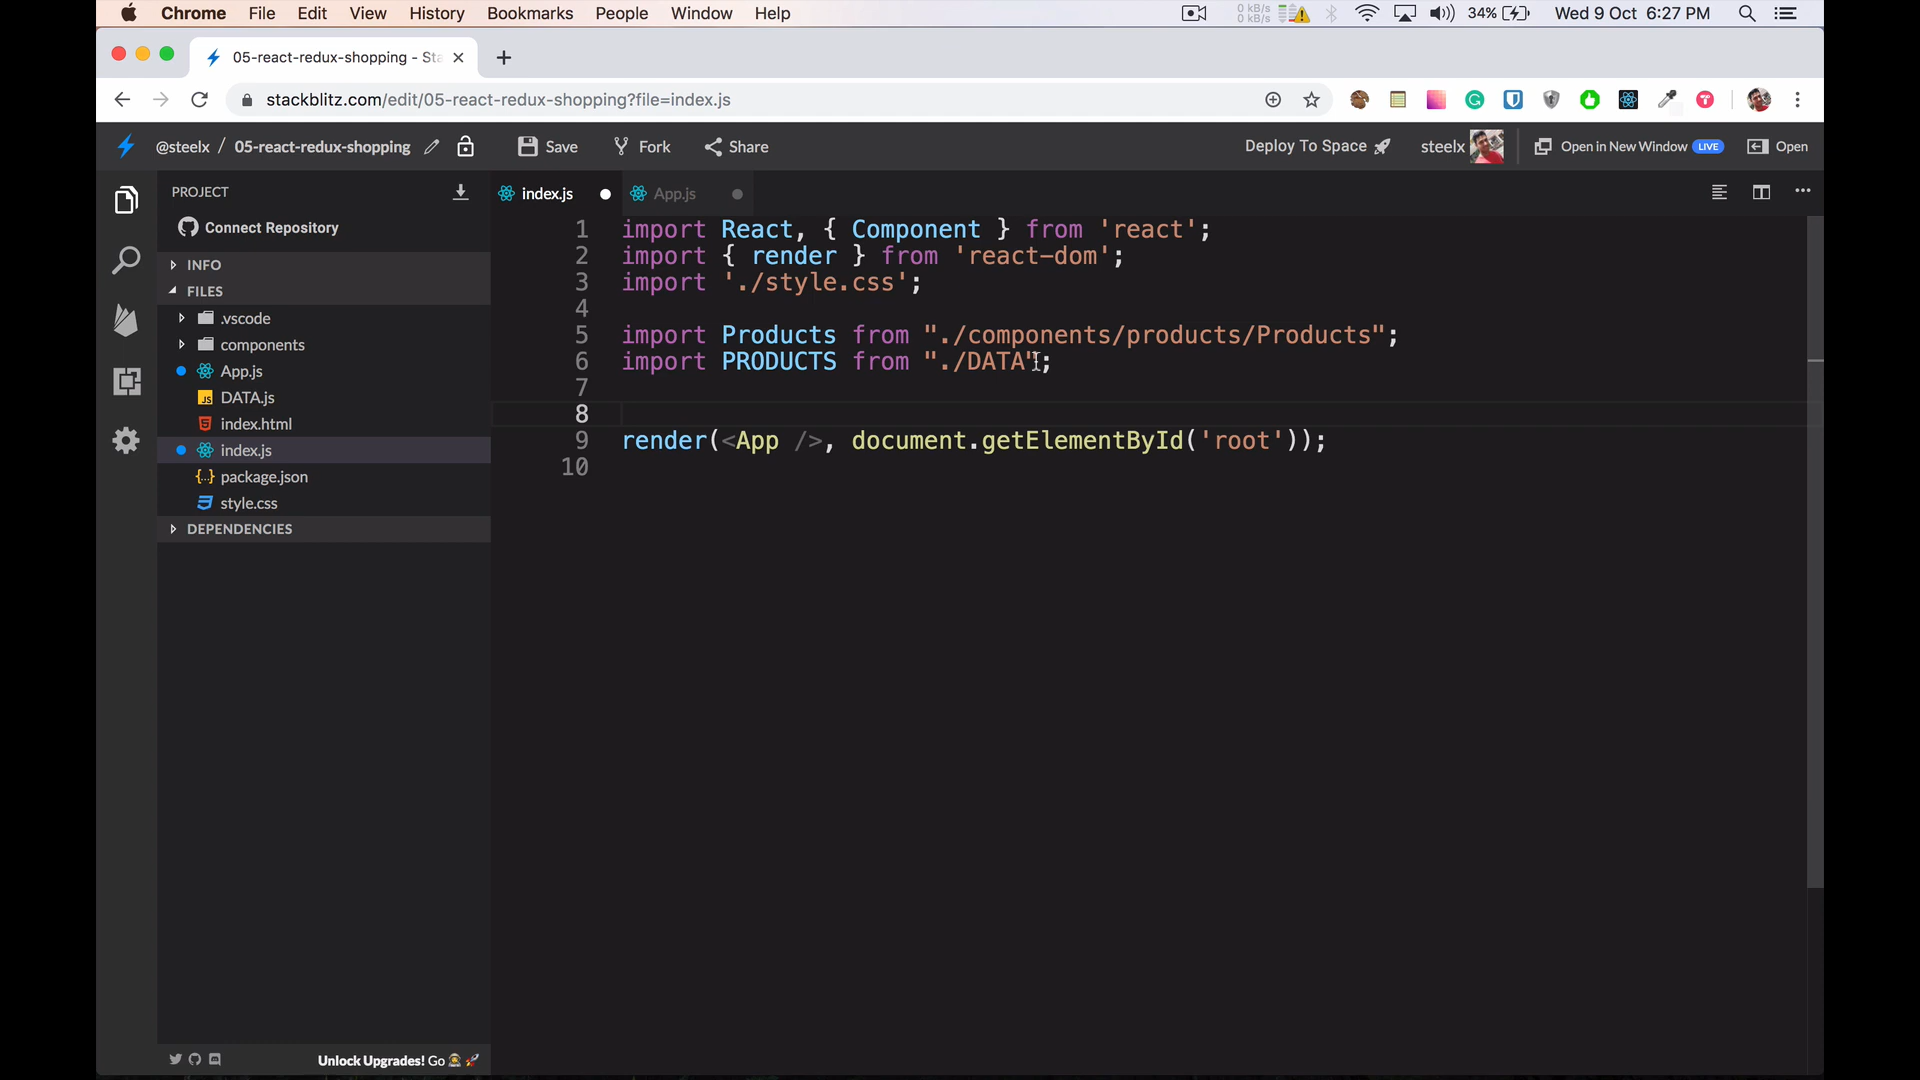 Chrome File Edit View History Bookmarks People Window Help 0 kB/s 0 kB/s 34% Wed 9 Oct 6:27 PM
05-react-redux-shopping - Sta
stackblitz.com/edit/05-react-redux-shopping?file=index.js
@steelx / 05-react-redux-shopping Save Fork Share Deploy To Space steelx Open in New Window LIVE Open
PROJECT
Connect Repository
INFO
FILES
.vscode
components
App.js
DATA.js
index.html
index.js
package.json
style.css
DEPENDENCIES
Unlock Upgrades! Go
index.js App.js
1 import React, { Component } from 'react';
2 import { render } from 'react-dom';
3 import './style.css';
4
5 import Products from "./components/products/Products";
6 import PRODUCTS from "./DATA";
7
8
9 render(<App />, document.getElementById('root'));
10